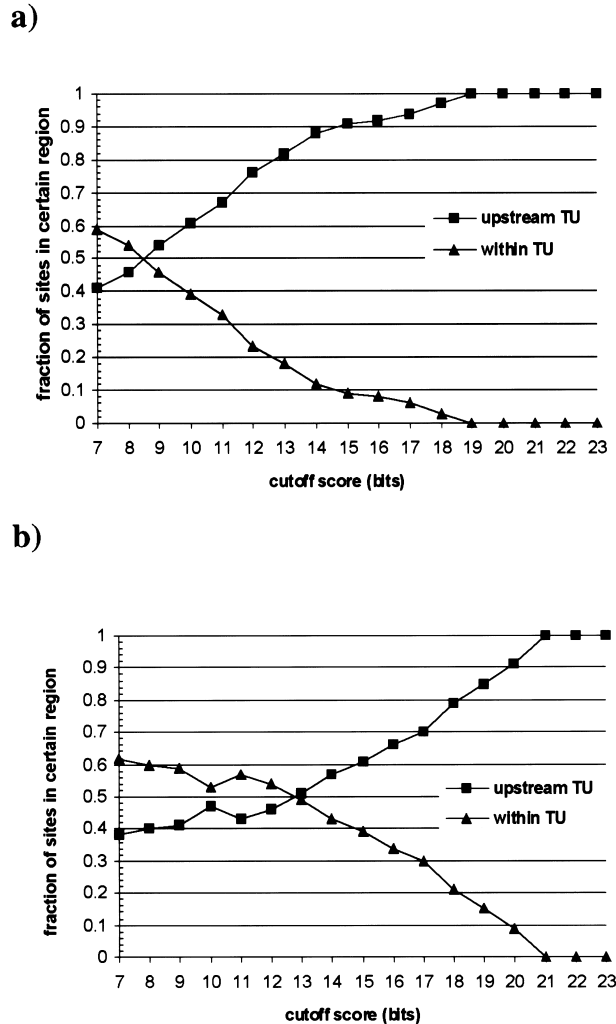 a)
1
0.9
0.8
0.7
0.6
0.5
0.4
0.3
0.2
0.1
0
fraction of sites in certain region
upstream TU
within TU
7 8 9 10 11 12 13 14 15 16 17 18 19 20 21 22 23
cutoff score (bits)
b)
1
0.9
0.8
0.7
0.6
0.5
0.4
0.3
0.2
0.1
0
fraction of sites in certain region
upstream TU
within TU
7 8 9 10 11 12 13 14 15 16 17 18 19 20 21 22 23
cutoff score (bits)